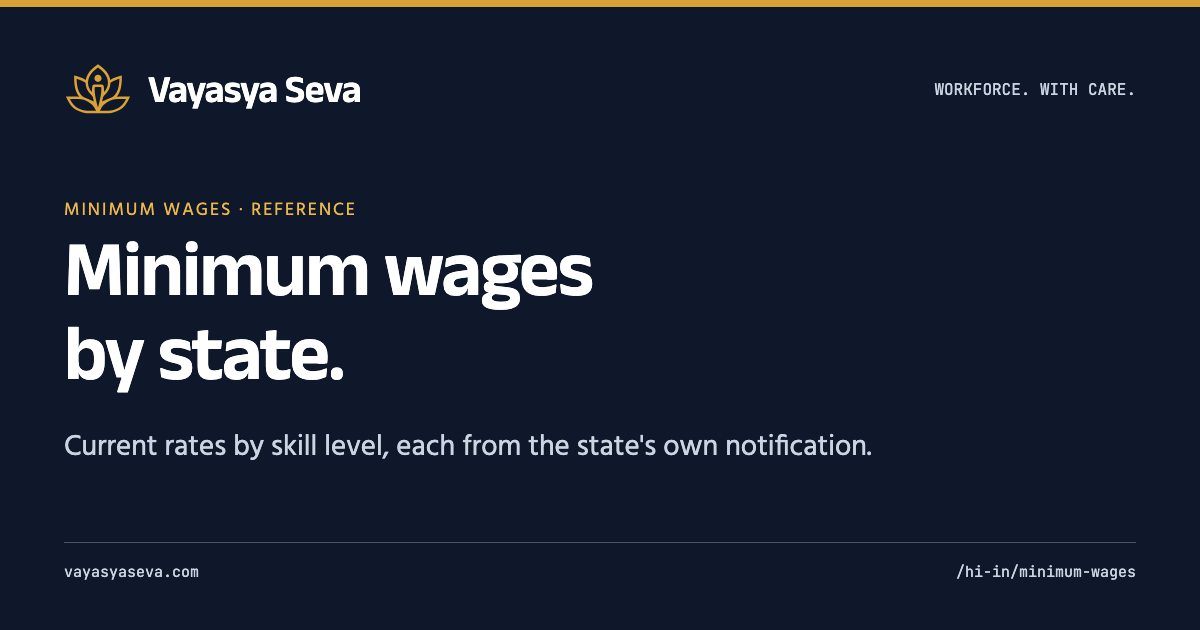 Vayasya Seva
WORKFORCE. WITH CARE.
MINIMUM WAGES · REFERENCE
Minimum wages
by state.
Current rates by skill level, each from the state's own notification.
vayasyaseva.com
/hi-in/minimum-wages